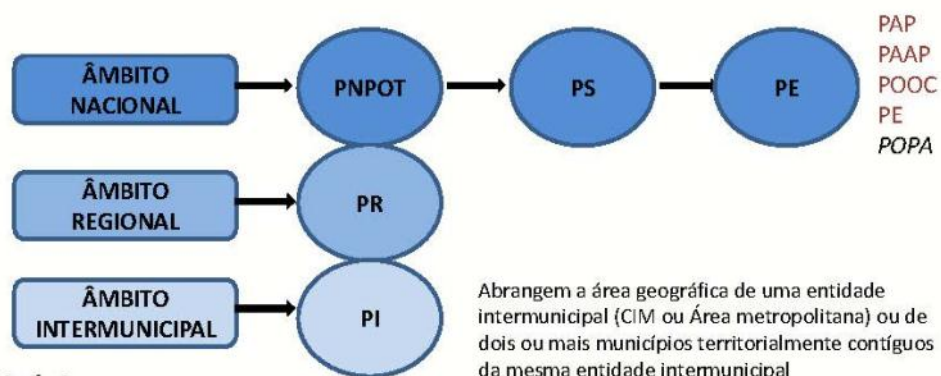 ÂMBITO
NACIONAL
PNPOT
PS
PE
PAP
PAAP
POOC
PE
POPA
ÂMBITO
REGIONAL
PR
ÂMBITO
INTERMUNICIPAL
PI
Abrangem a área geográfica de uma entidade
intermunicipal (CIM ou Área metropolitana) ou de
dois ou mais municípios territorialmente contíguos
da mesma entidade intermunicipal